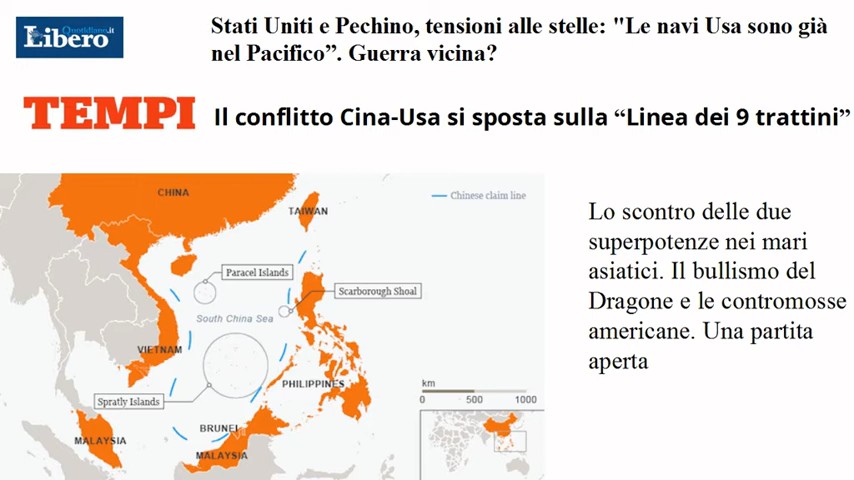 Libero
Quotidiano.it
Stati Uniti e Pechino, tensioni alle stelle: "Le navi Usa sono già
nel Pacifico”. Guerra vicina?
TEMPI
Il conflitto Cina-Usa si sposta sulla “Linea dei 9 trattini”
CHINA
Chinese claim line
TAIWAN
Paracel Islands
Scarborough Shoal
South China Sea
VIETNAM
PHILIPPINES
Spratly Islands
BRUNEI
MALAYSIA
MALAYSIA
km
0 500 1000
Lo scontro delle due
superpotenze nei mari
asiatici. Il bullismo del
Dragone e le contromosse
americane. Una partita
aperta